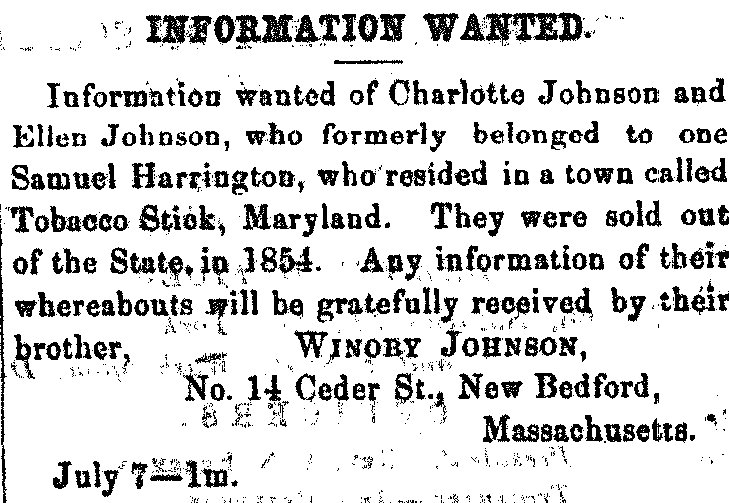 INFORMATION WANTED.
Information wanted of Charlotte Johnson and
Ellen Johnson, who formerly belonged to one
Samuel Harrington, who resided in a town called
Tobacco Stick, Maryland. They were sold out
of the State, in 1854. Any information of their
whereabouts will be gratefully received by their
brother, WINOBY JOHNSON,
No. 14 Ceder St., New Bedford,
Massachusetts.
July 7—1m.